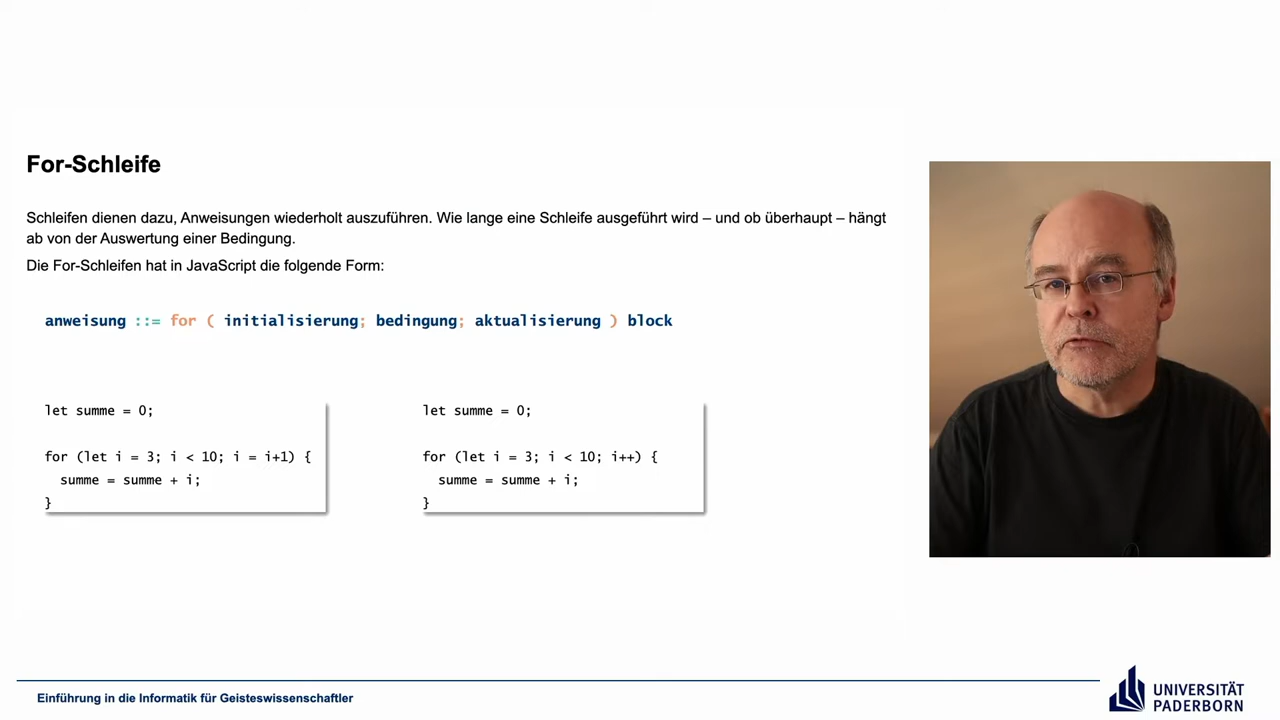 For-Schleife
Schleifen dienen dazu, Anweisungen wiederholt auszuführen. Wie lange eine Schleife ausgeführt wird – und ob überhaupt – hängt
ab von der Auswertung einer Bedingung.
Die For-Schleifen hat in JavaScript die folgende Form:
anweisung ::= for ( initialisierung; bedingung; aktualisierung ) block
let summe = 0;
for (let i = 3; i < 10; i = i+1) {
summe = summe + i;
}
let summe = 0;
for (let i = 3; i < 10; i++) {
summe = summe + i;
}
Einführung in die Informatik für Geisteswissenschaftler
UNIVERSITÄT
PADERBORN